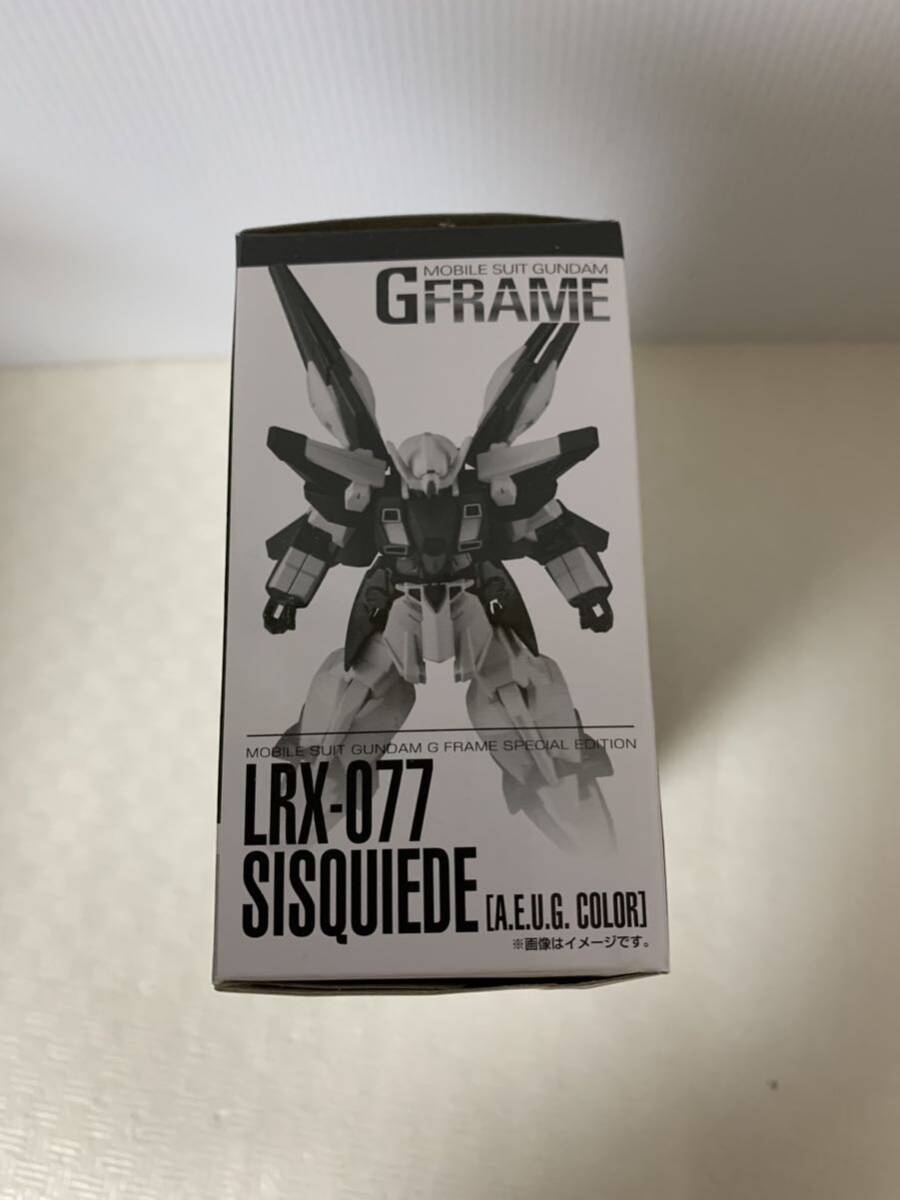 MOBILE SUIT GUNDAM
GFRAME
MOBILE SUIT GUNDAM G FRAME SPECIAL EDITION
LRX-077
SISQUIEDE [A.E.U.G. COLOR]
※画像はイメージです。